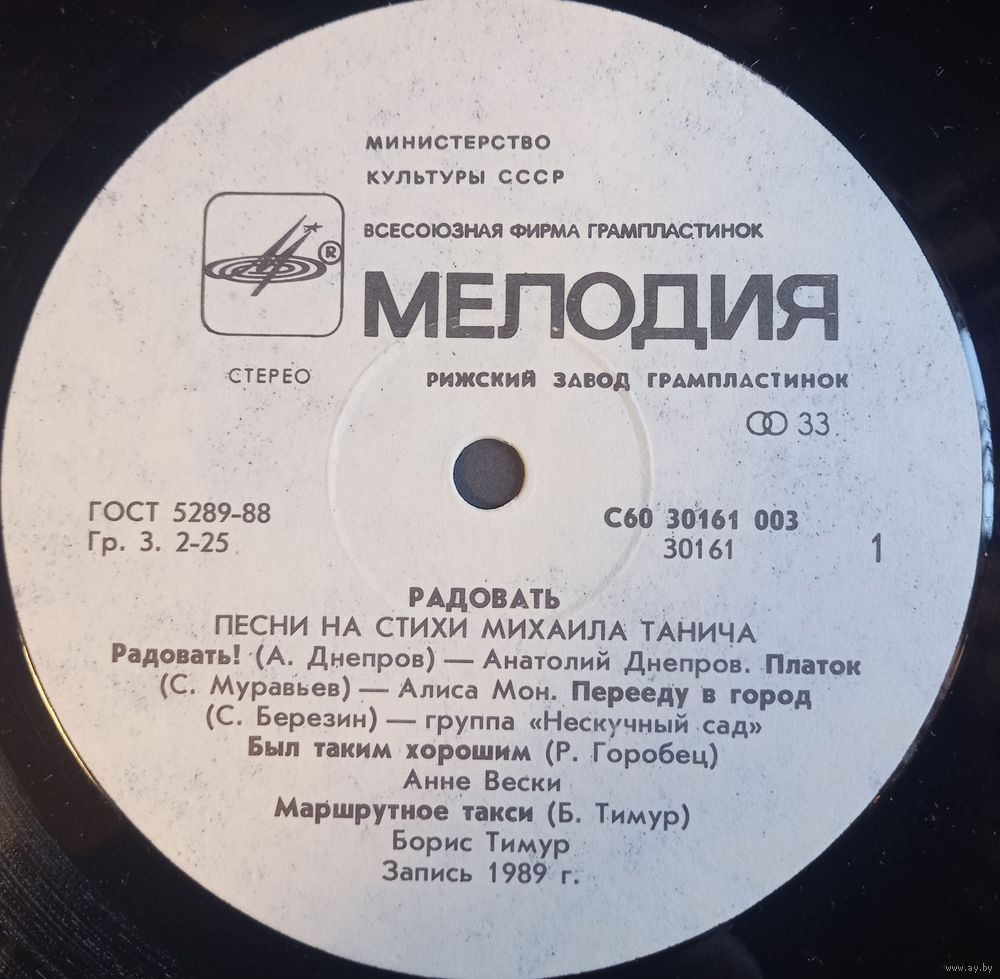 МИНИСТЕРСТВО
КУЛЬТУРЫ СССР
ВСЕСОЮЗНАЯ ФИРМА ГРАМПЛАСТИНОК
®
МЕЛОДИЯ
СТЕРЕО
РИЖСКИЙ ЗАВОД ГРАМПЛАСТИНОК
33
ГОСТ 5289-88
Гр. 3. 2-25
С60 30161 003
30161
1
РАДОВАТЬ
ПЕСНИ НА СТИХИ МИХАИЛА ТАНИЧА
Радовать! (А. Днепров) — Анатолий Днепров. Платок
(С. Муравьев) — Алиса Мон. Перееду в город
(С. Березин) — группа «Нескучный сад»
Был таким хорошим (Р. Горобец)
Анне Вески
Маршрутное такси (Б. Тимур)
Борис Тимур
Запись 1989 г.
www.ay.by